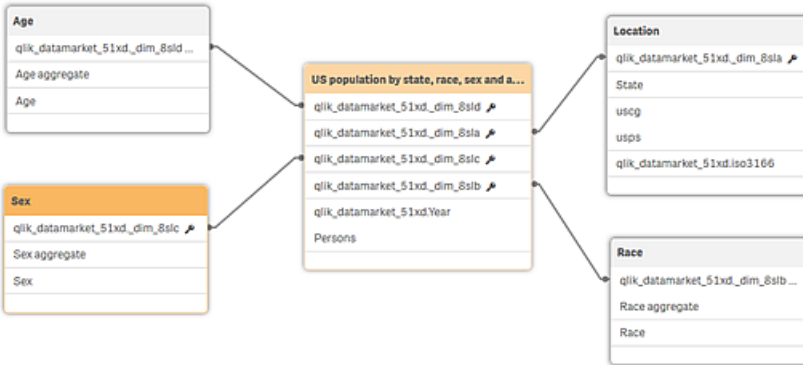 Age
qlik_datamarket_51xd._dim_8sld ...
Age aggregate
Age
Sex
qlik_datamarket_51xd._dim_8slc
Sex aggregate
Sex
US population by state, race, sex and a...
qlik_datamarket_51xd._dim_8sld
qlik_datamarket_51xd._dim_8sla
qlik_datamarket_51xd._dim_8slc
qlik_datamarket_51xd._dim_8slb
qlik_datamarket_51xd.Year
Persons
Location
qlik_datamarket_51xd._dim_8sla
State
uscg
usps
qlik_datamarket_51xd.iso3166
Race
qlik_datamarket_51xd._dim_8slb ...
Race aggregate
Race